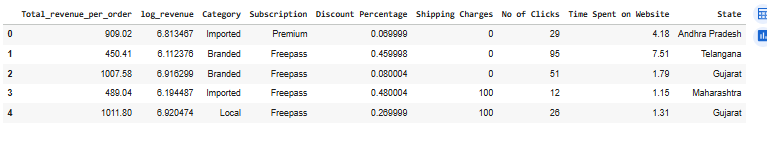 Total_revenue_per_order log_revenue Category Subscription Discount Percentage Shipping Charges No of Clicks Time Spent on Website State
0 909.02 6.813467 Imported Premium 0.069999 0 29 4.18 Andhra Pradesh
1 450.41 6.112376 Branded Freepass 0.459998 0 95 7.51 Telangana
2 1007.58 6.916299 Branded Freepass 0.080004 0 51 1.79 Gujarat
3 489.04 6.194487 Imported Freepass 0.480004 100 12 1.15 Maharashtra
4 1011.80 6.920474 Local Freepass 0.269999 100 26 1.31 Gujarat